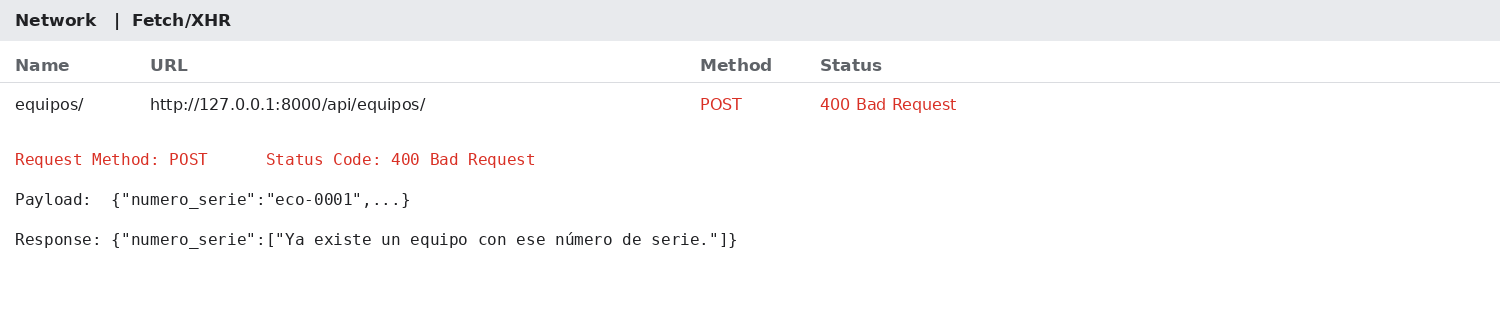 Network | Fetch/XHR
Name URL Method Status
equipos/ http://127.0.0.1:8000/api/equipos/ POST 400 Bad Request
Request Method: POST Status Code: 400 Bad Request
Payload: {"numero_serie":"eco-0001",...}
Response: {"numero_serie":["Ya existe un equipo con ese número de serie."]}